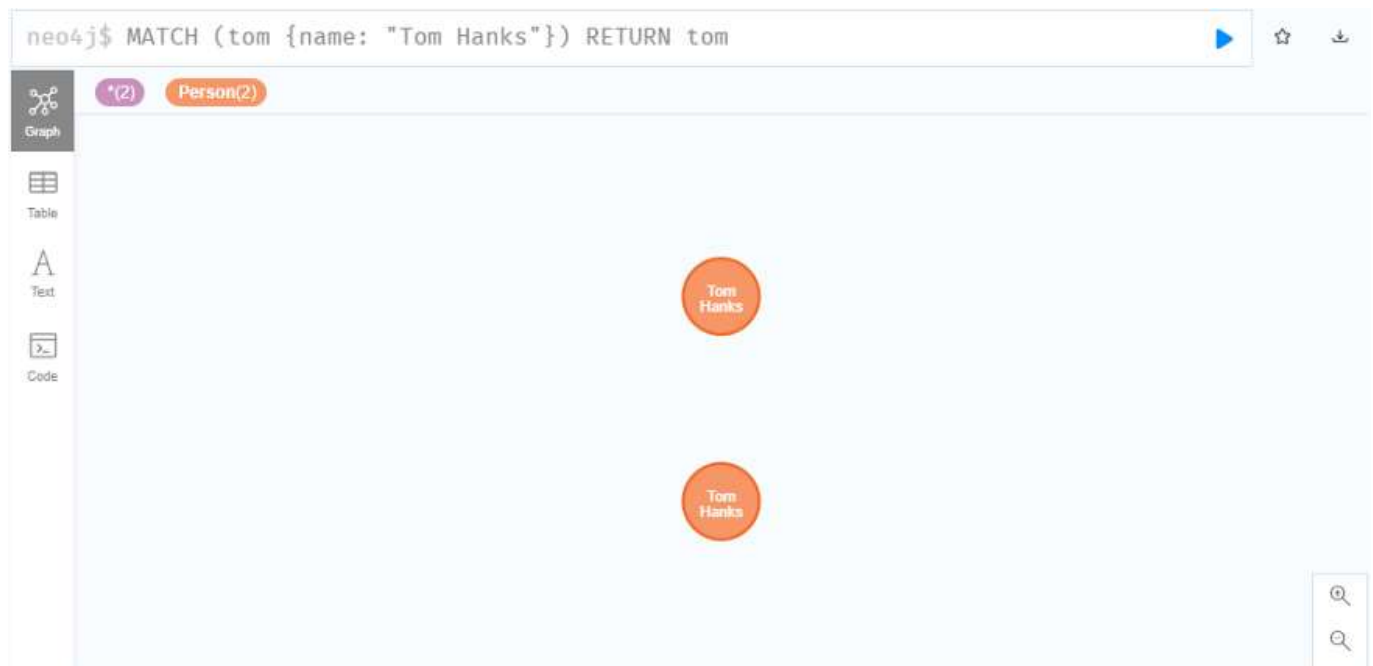 neo4j$ MATCH (tom {name: "Tom Hanks"}) RETURN tom
*(2) Person(2)
Graph
Table
A
Text
>_
Code
Tom
Hanks
Tom
Hanks